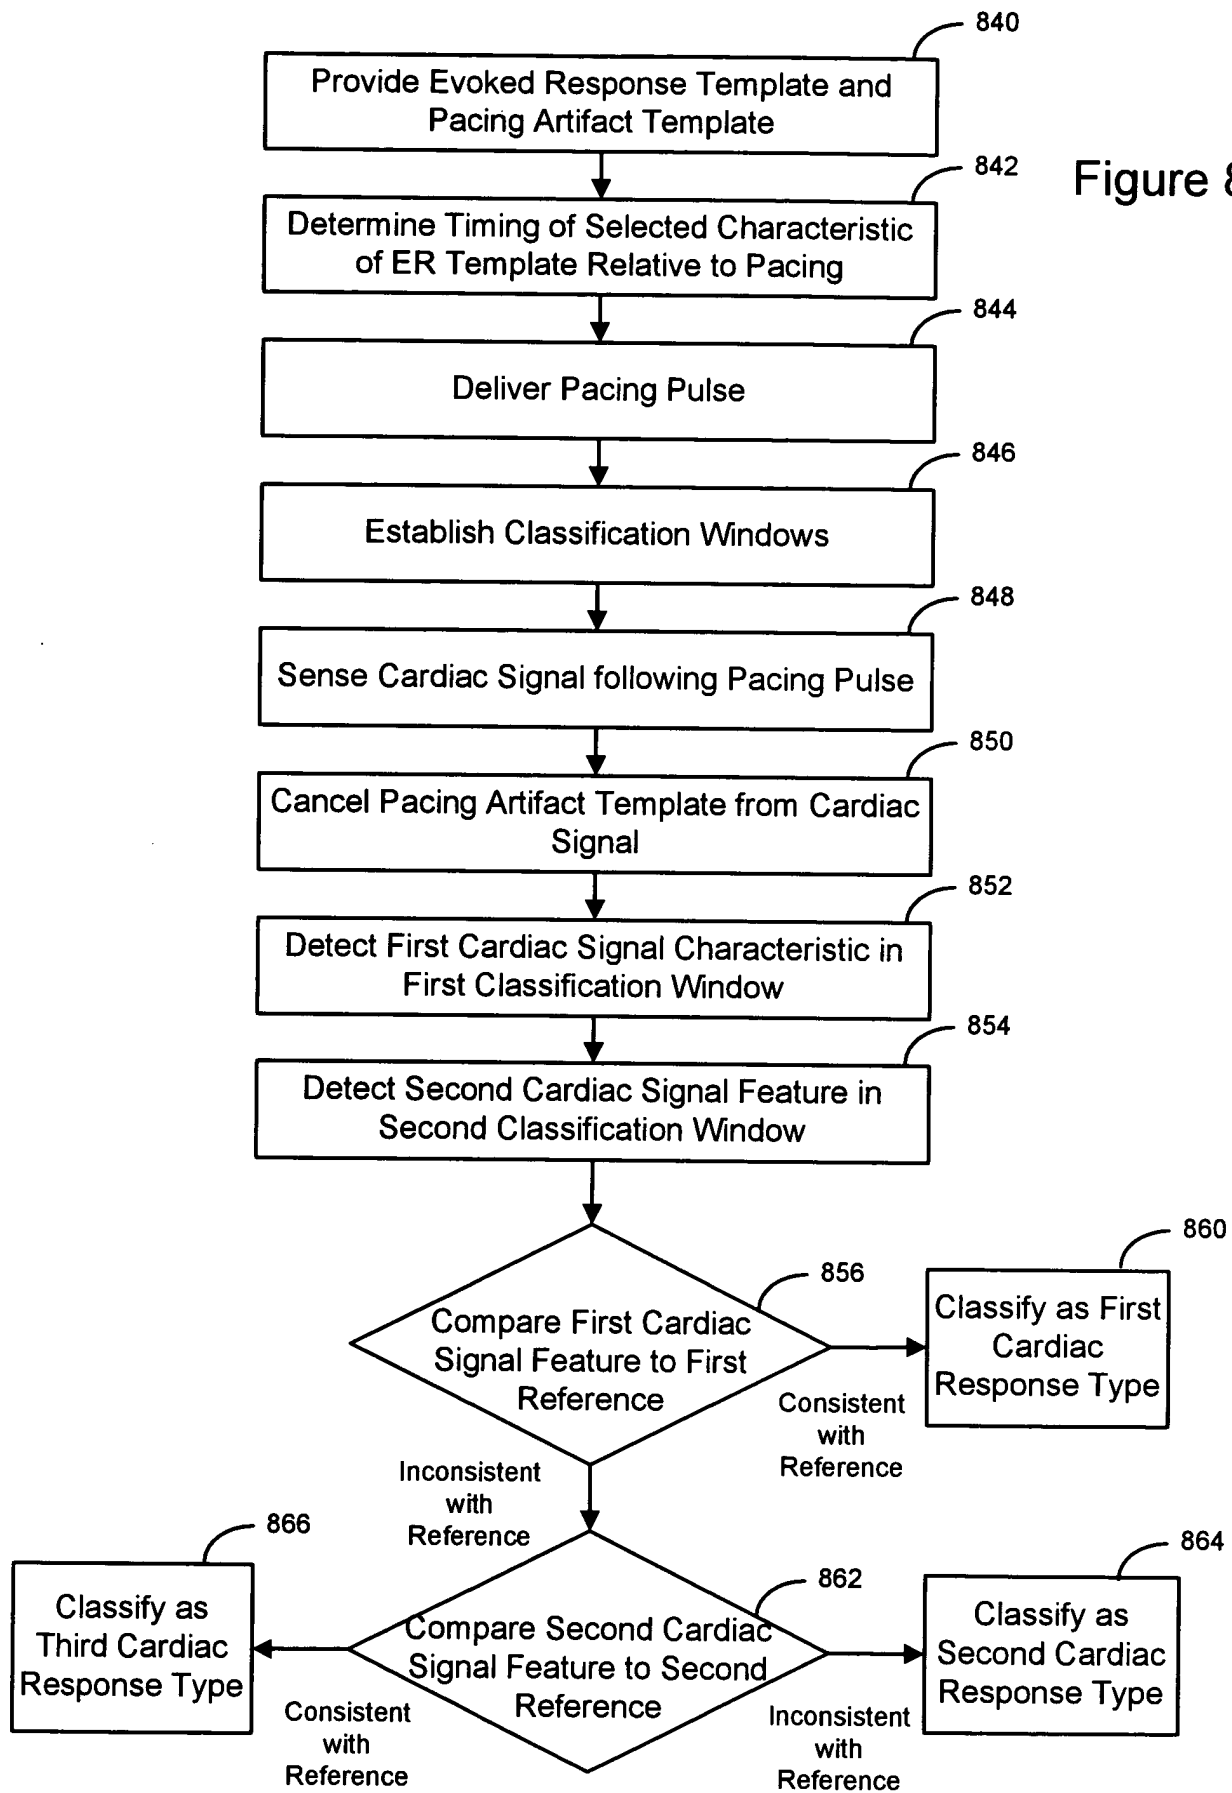 840
Provide Evoked Response Template and
Pacing Artifact Template
842
Figure 8
Determine Timing of Selected Characteristic
of ER Template Relative to Pacing
844
Deliver Pacing Pulse
846
Establish Classification Windows
848
Sense Cardiac Signal following Pacing Pulse
850
Cancel Pacing Artifact Template from Cardiac
Signal
852
Detect First Cardiac Signal Characteristic in
First Classification Window
854
Detect Second Cardiac Signal Feature in
Second Classification Window
856
Compare First Cardiac
Signal Feature to First
Reference
860
Classify as First
Cardiac
Response Type
Consistent
with
Reference
Inconsistent
with
Reference
862
Compare Second Cardiac
Signal Feature to Second
Reference
866
Classify as
Third Cardiac
Response Type
Consistent
with
Reference
864
Classify as
Second Cardiac
Response Type
Inconsistent
with
Reference